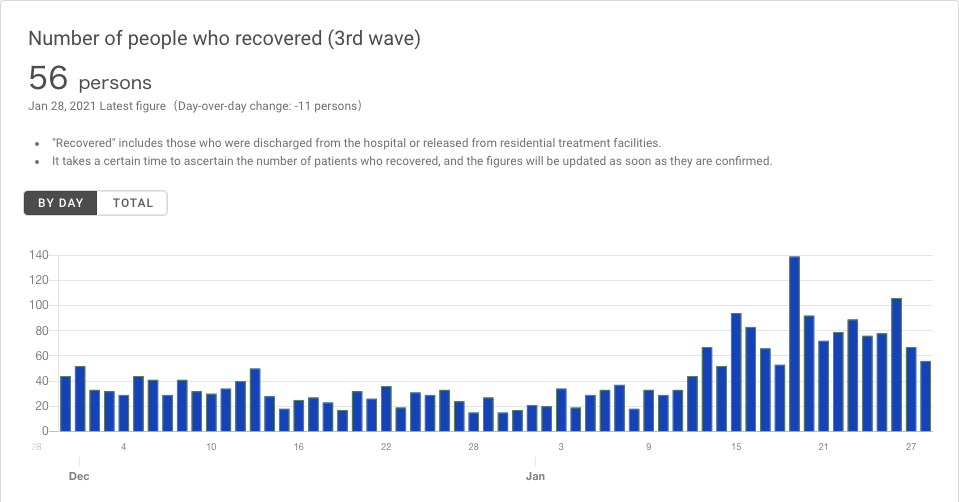 Number of people who recovered (3rd wave)
56 persons
Jan 28, 2021 Latest figure（Day-over-day change: -11 persons）
• "Recovered" includes those who were discharged from the hospital or released from residential treatment facilities.
• It takes a certain time to ascertain the number of patients who recovered, and the figures will be updated as soon as they are confirmed.
BY DAY TOTAL
140
120
100
80
60
40
20
0
28 4 10 16 22 28 3 9 15 21 27
Dec Jan